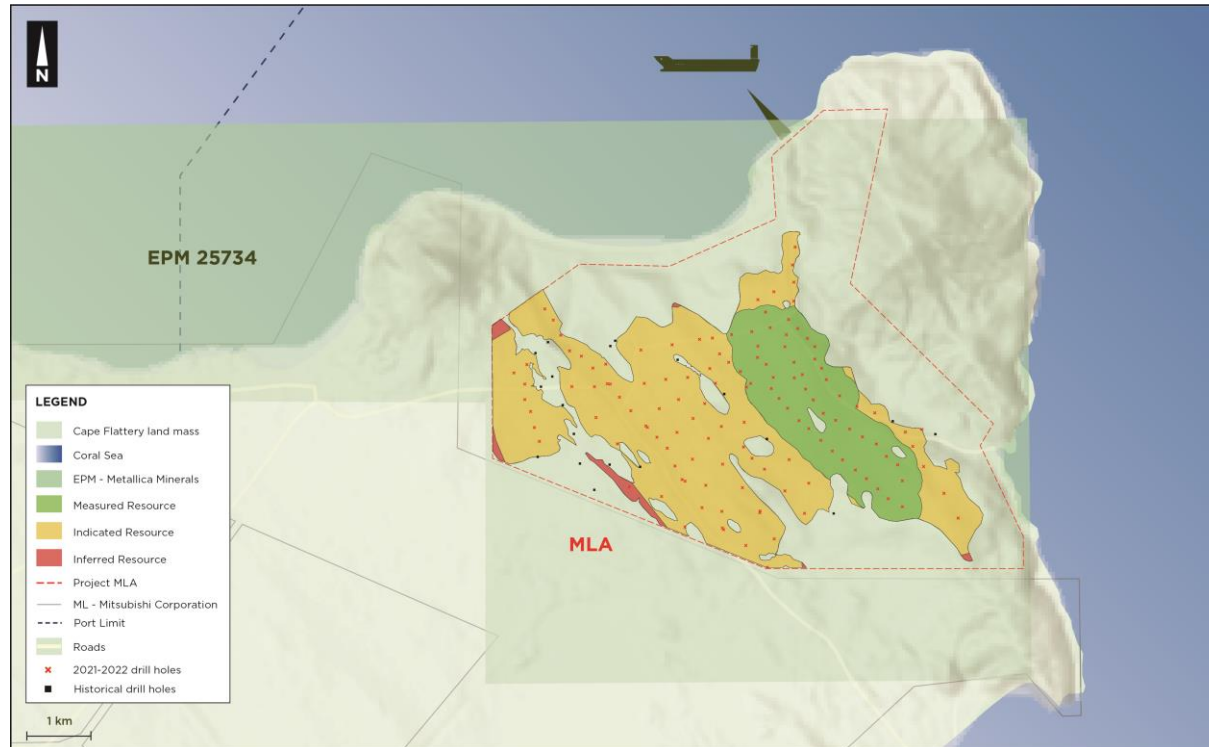 N
EPM 25734
MLA
LEGEND
Cape Flattery land mass
Coral Sea
EPM - Metallica Minerals
Measured Resource
Indicated Resource
Inferred Resource
Project MLA
ML - Mitsubishi Corporation
Port Limit
Roads
2021-2022 drill holes
Historical drill holes
1 km